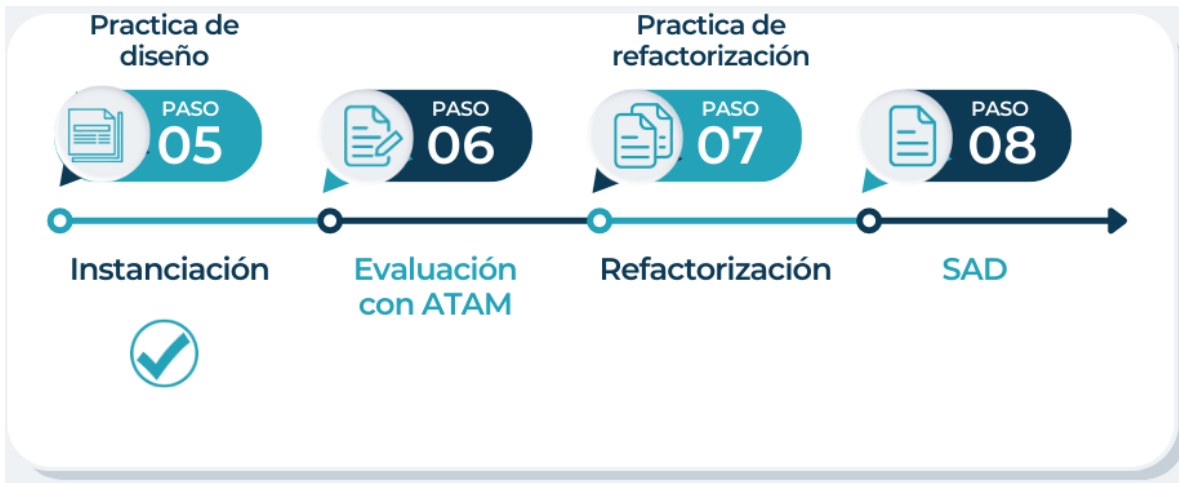 Practica de
diseño
Practica de
refactorización
PASO
05
PASO
06
PASO
07
PASO
08
Instanciación
Evaluación
con ATAM
Refactorización
SAD